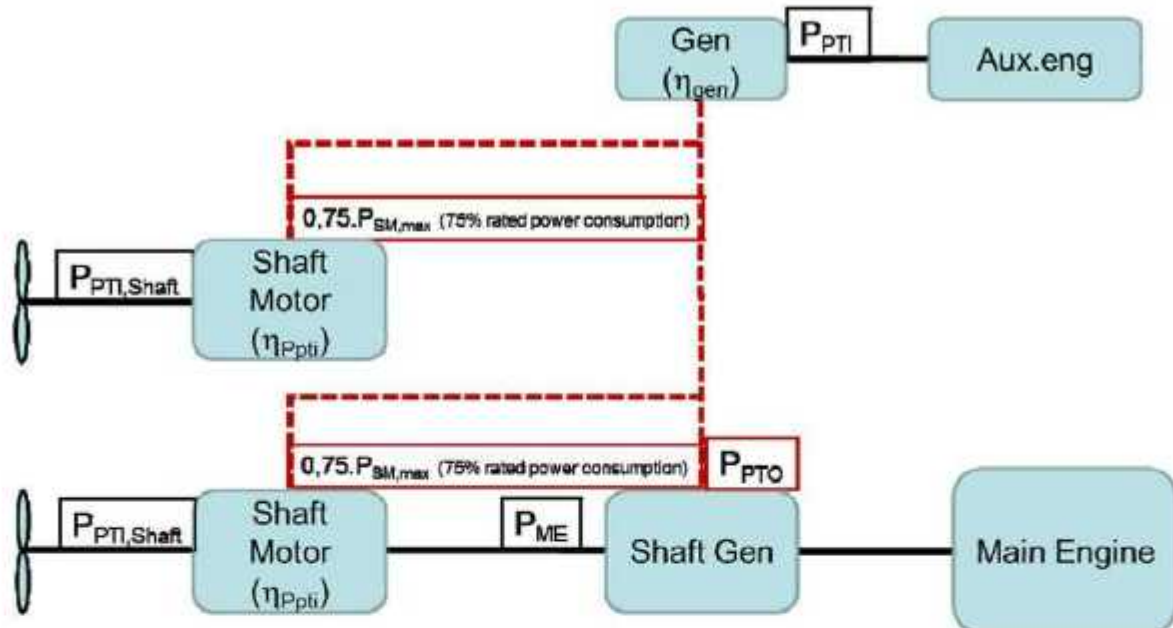 Gen
(ηgen)
PPTI
Aux.eng
0,75.PSM,max (75% rated power consumption)
PPTI,Shaft
Shaft
Motor
(ηPpti)
0,75.PSM,max (75% rated power consumption)
PPTO
PPTI,Shaft
Shaft
Motor
(ηPpti)
PME
Shaft Gen
Main Engine